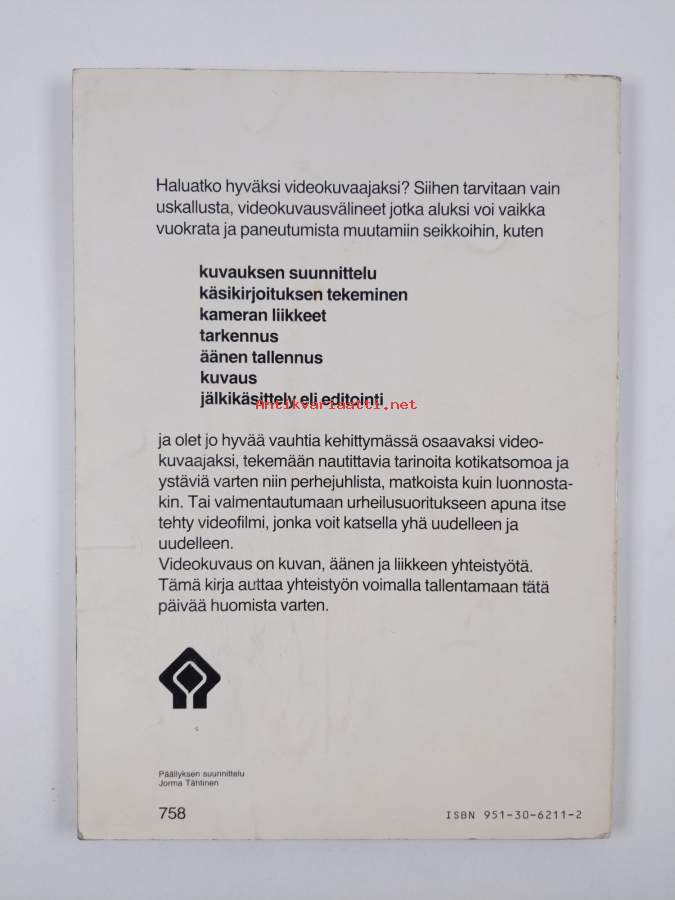 Haluatko hyväksi videokuvaajaksi? Siihen tarvitaan vain
uskallusta, videokuvausvälineet jotka aluksi voi vaikka
vuokrata ja paneutumista muutamiin seikkoihin, kuten
kuvauksen suunnittelu
käsikirjoituksen tekeminen
kameran liikkeet
tarkennus
äänen tallennus
kuvaus
jälkikäsittely eli editointi
Antikvariaatti.net
ja olet jo hyvää vauhtia kehittymässä osaavaksi video-
kuvaajaksi, tekemään nautittavia tarinoita kotikatsomoa ja
ystäviä varten niin perhejuhlista, matkoista kuin luonnosta-
kin. Tai valmentautumaan urheilusuoritukseen apuna itse
tehty videofilmi, jonka voit katsella yhä uudelleen ja
uudelleen.
Videokuvaus on kuvan, äänen ja liikkeen yhteistyötä.
Tämä kirja auttaa yhteistyön voimalla tallentamaan tätä
päivää huomista varten.
Päällyksen suunnittelu
Jorma Tähtinen
758
ISBN 951-30-6211-2